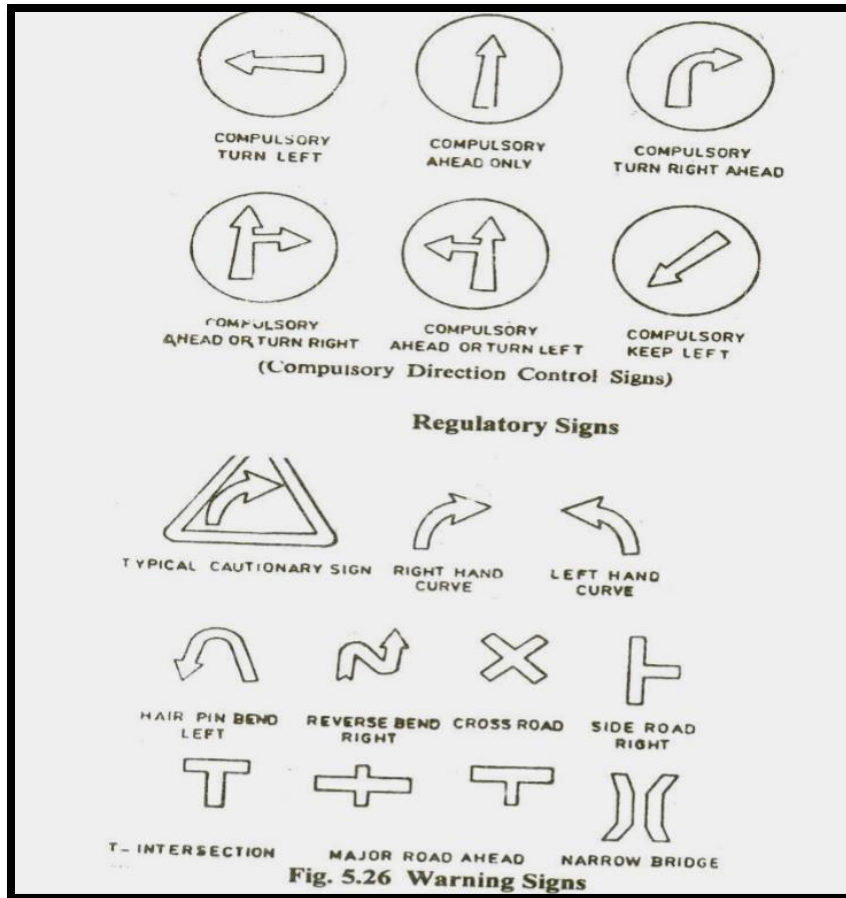 COMPULSORY
TURN LEFT
COMPULSORY
AHEAD ONLY
COMPULSORY
TURN RIGHT AHEAD
COMPULSORY
AHEAD OR TURN RIGHT
COMPULSORY
AHEAD OR TURN LEFT
COMPULSORY
KEEP LEFT
(Compulsory Direction Control Signs)
Regulatory Signs
TYPICAL CAUTIONARY SIGN
RIGHT HAND
CURVE
LEFT HAND
CURVE
HAIR PIN BEND
LEFT
REVERSE BEND
RIGHT
CROSS ROAD
SIDE ROAD
RIGHT
T- INTERSECTION
MAJOR ROAD AHEAD
NARROW BRIDGE
Fig. 5.26 Warning Signs